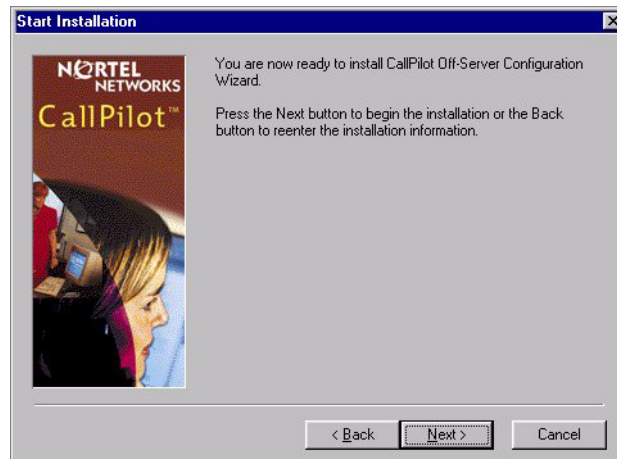 Start Installation
NORTEL
NETWORKS
CallPilot™
You are now ready to install CallPilot Off-Server Configuration
Wizard.
Press the Next button to begin the installation or the Back
button to reenter the installation information.
< Back
Next >
Cancel